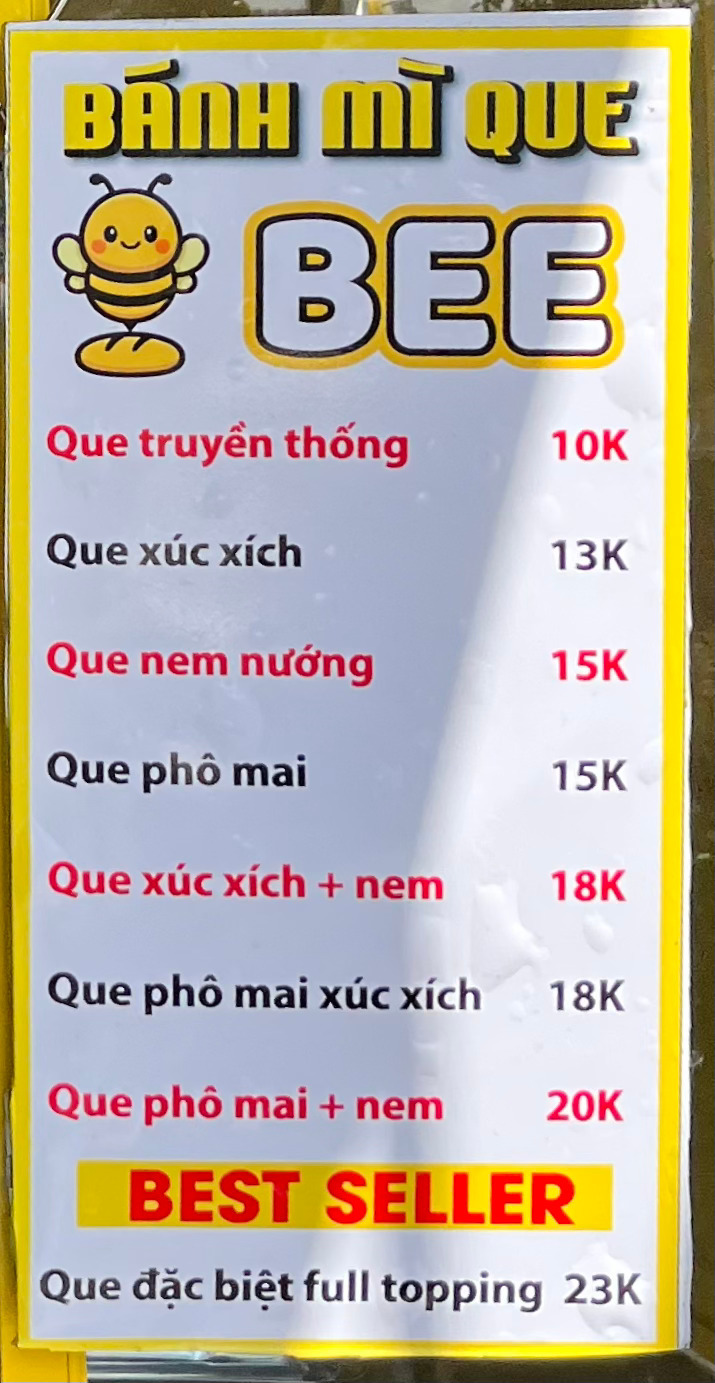 BÁNH MÌ QUE
BEE
Que truyền thống 10K
Que xúc xích 13K
Que nem nướng 15K
Que phô mai 15K
Que xúc xích + nem 18K
Que phô mai xúc xích 18K
Que phô mai + nem 20K
BEST SELLER
Que đặc biệt full topping 23K